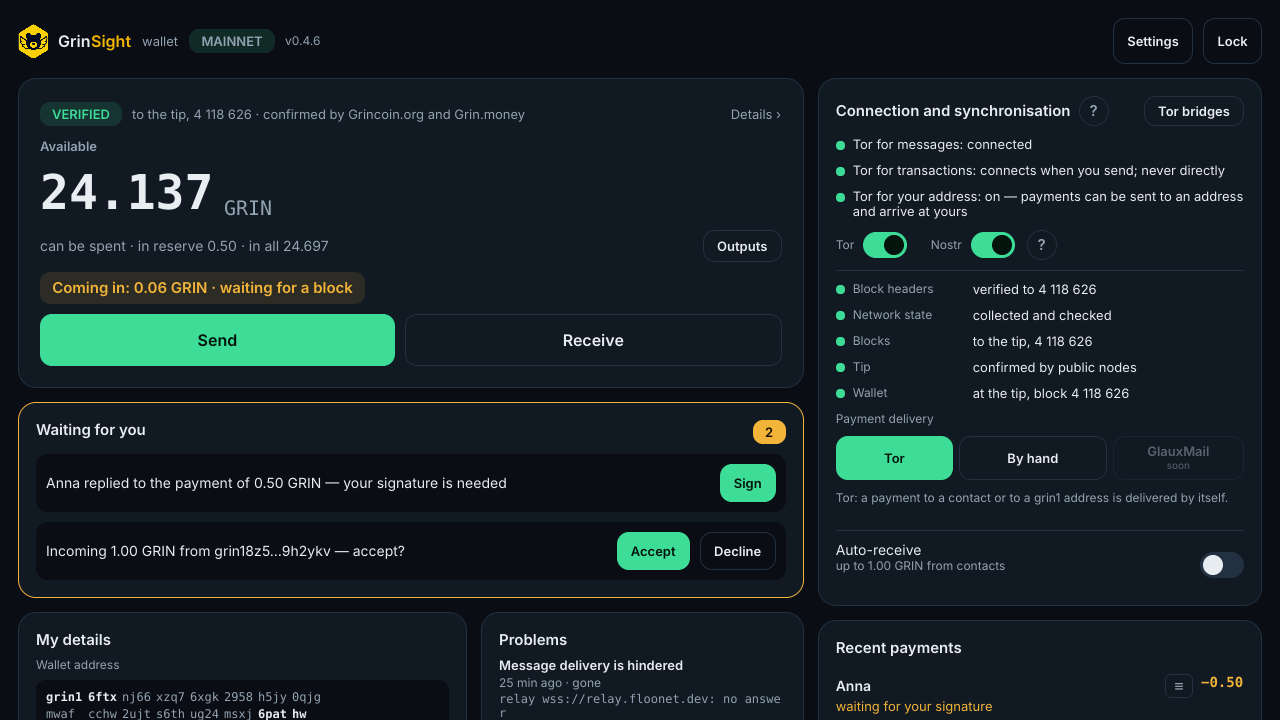 GrinSight wallet MAINNET v0.4.6
Settings Lock
VERIFIED to the tip, 4 118 626 · confirmed by Grincoin.org and Grin.money Details ›
Available
24.137 GRIN
can be spent · in reserve 0.50 · in all 24.697 Outputs
Coming in: 0.06 GRIN · waiting for a block
Send Receive
Waiting for you 2
Anna replied to the payment of 0.50 GRIN — your signature is needed Sign
Incoming 1.00 GRIN from grin18z5…9h2ykv — accept? Accept Decline
My details
Wallet address
grin1 6ftx nj66 xzq7 6xgk 2958 h5jy 0qjg
mwaf cchw 2ujt s6th ug24 msxj 6pat hw
Problems
Message delivery is hindered
25 min ago · gone
relay wss://relay.floonet.dev: no answe
r
Connection and synchronisation ? Tor bridges
Tor for messages: connected
Tor for transactions: connects when you send; never directly
Tor for your address: on — payments can be sent to an address
and arrive at yours
Tor Nostr ?
Block headers verified to 4 118 626
Network state collected and checked
Blocks to the tip, 4 118 626
Tip confirmed by public nodes
Wallet at the tip, block 4 118 626
Payment delivery
Tor By hand GlauxMail
soon
Tor: a payment to a contact or to a grin1 address is delivered by itself.
Auto-receive
up to 1.00 GRIN from contacts
Recent payments
Anna −0.50
waiting for your signature